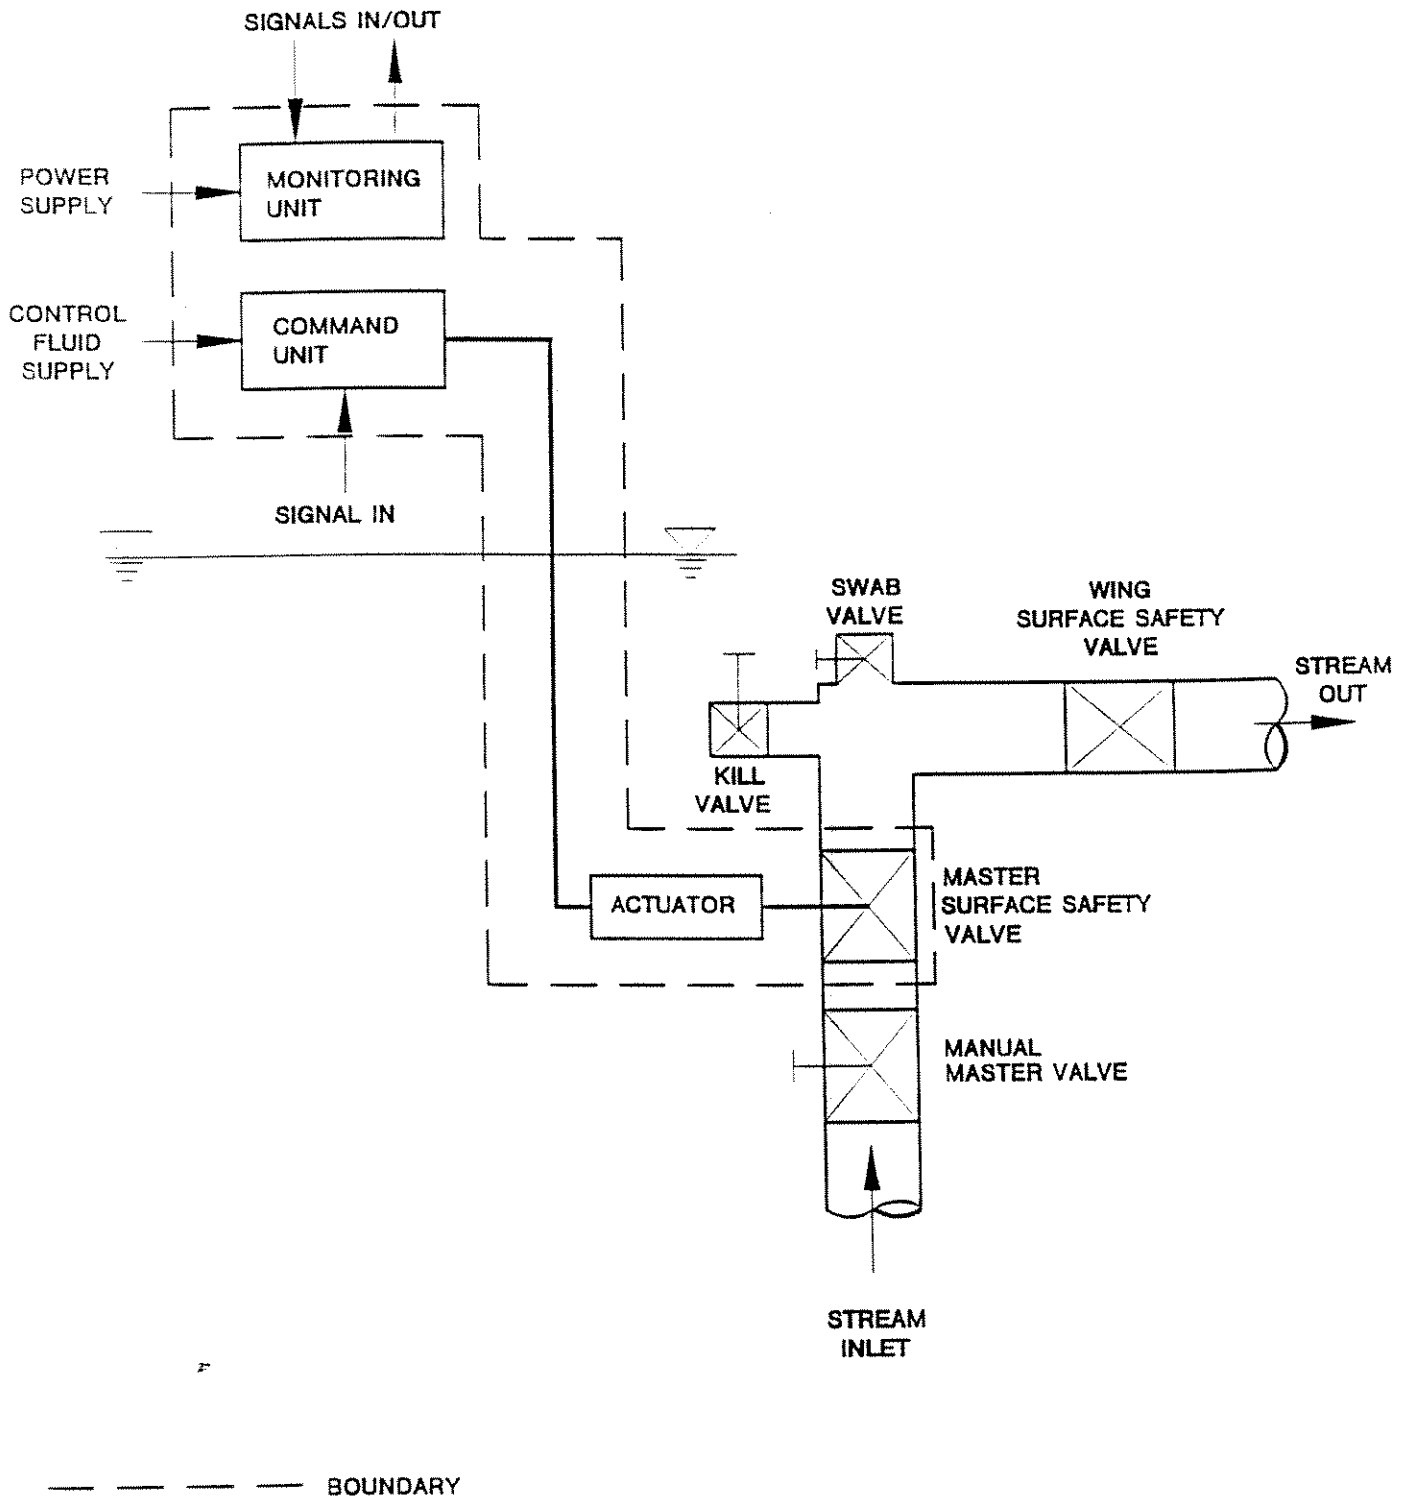 SIGNALS IN/OUT
POWER
SUPPLY
MONITORING
UNIT
CONTROL
FLUID
SUPPLY
COMMAND
UNIT
SIGNAL IN
SWAB
VALVE
WING
SURFACE SAFETY
VALVE
STREAM
OUT
KILL
VALVE
ACTUATOR
MASTER
SURFACE SAFETY
VALVE
MANUAL
MASTER VALVE
STREAM
INLET
BOUNDARY